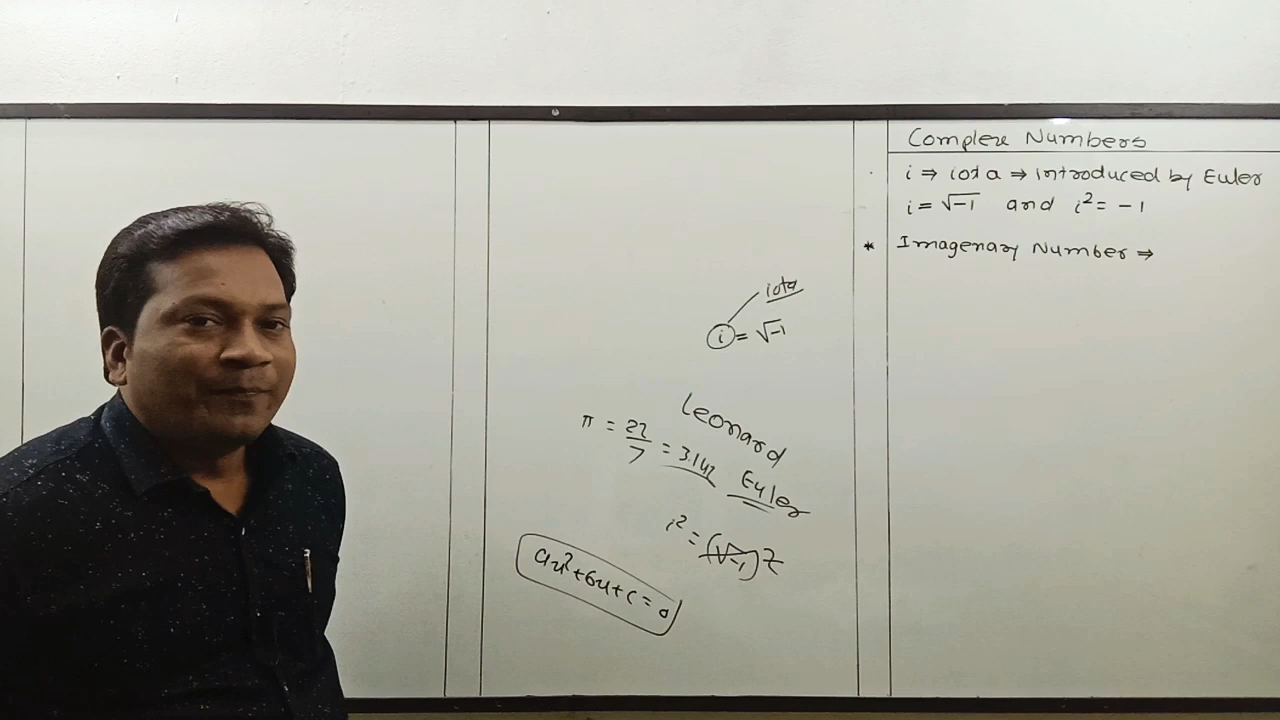 Complex Numbers
i ⇒ iota ⇒ introduced by Euler
i = √-1 and i² = -1
* Imagenary Number ⇒
iota
i = √-1
Leonard
Euler
π = 22/7 = 3.142
i² = (√-1)²
ax²+bx+c=0